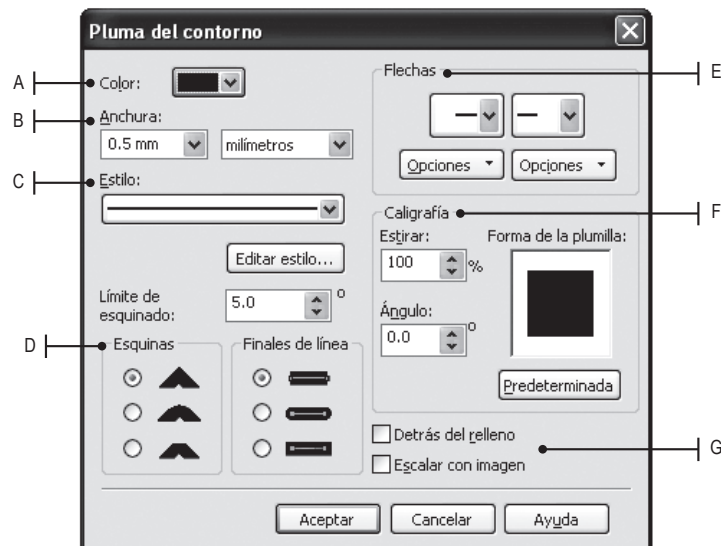 Pluma del contorno
A
Color:
B
Anchura:
0.5 mm
milímetros
C
Estilo:
Editar estilo...
Límite de
esquinado:
5.0
º
D
Esquinas
Finales de línea
E
Flechas
Opciones
Opciones
F
Caligrafía
Estirar:
100
%
Forma de la plumilla:
Ángulo:
0.0
º
Predeterminada
G
Detrás del relleno
Escalar con imagen
Aceptar
Cancelar
Ayuda